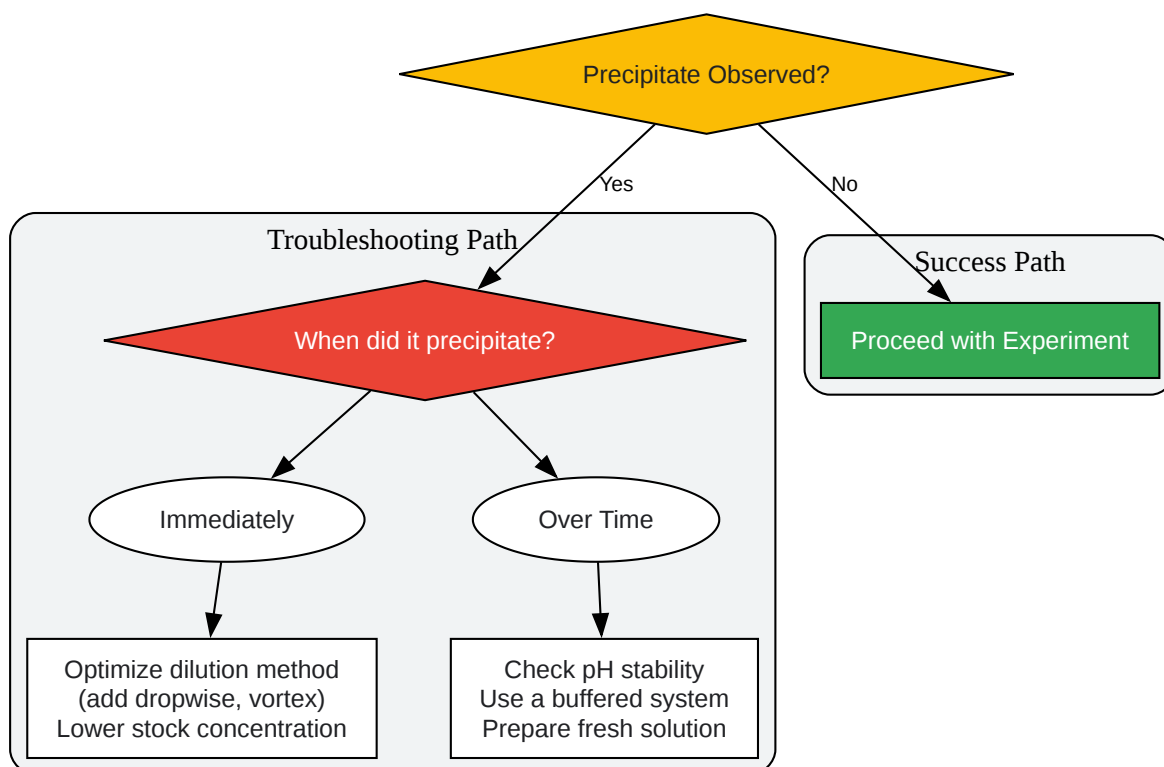 Precipitate Observed?
Yes
No
Troubleshooting Path
Success Path
When did it precipitate?
Proceed with Experiment
Immediately
Over Time
Optimize dilution method
(add dropwise, vortex)
Lower stock concentration
Check pH stability
Use a buffered system
Prepare fresh solution